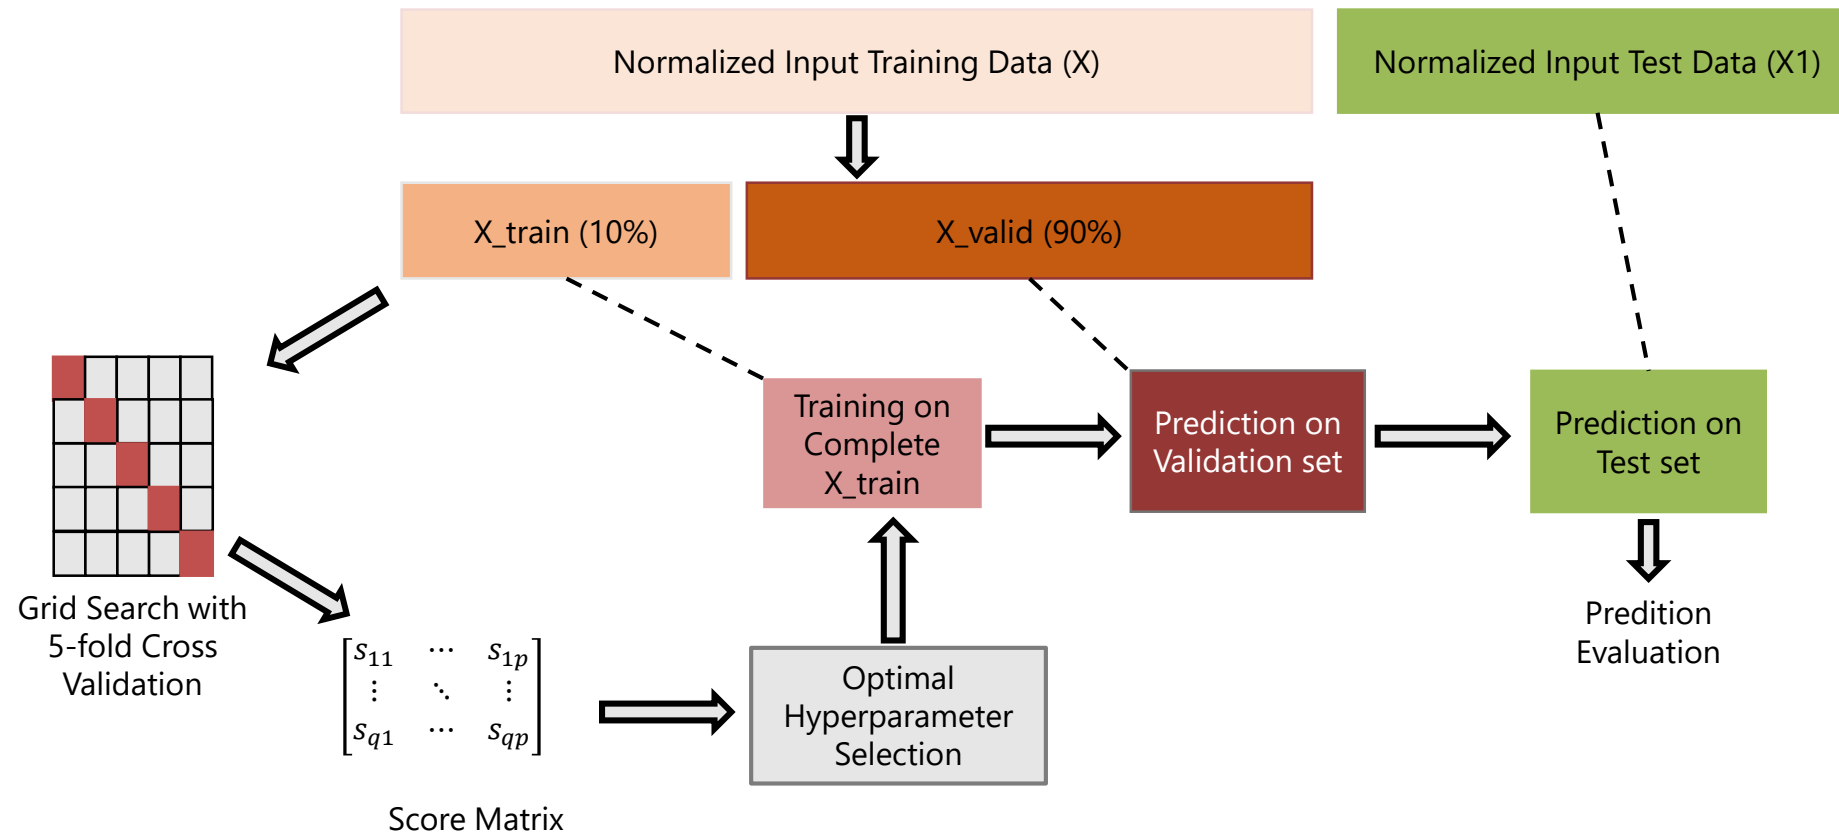 Normalized Input Training Data (X)
Normalized Input Test Data (X1)
X_train (10%)
X_valid (90%)
Training on
Complete
X_train
Prediction on
Validation set
Prediction on
Test set
Grid Search with
5-fold Cross
Validation
s11 ⋯ s1p
⋮ ⋱ ⋮
sq1 ⋯ sqp
Score Matrix
Optimal
Hyperparameter
Selection
Predition
Evaluation